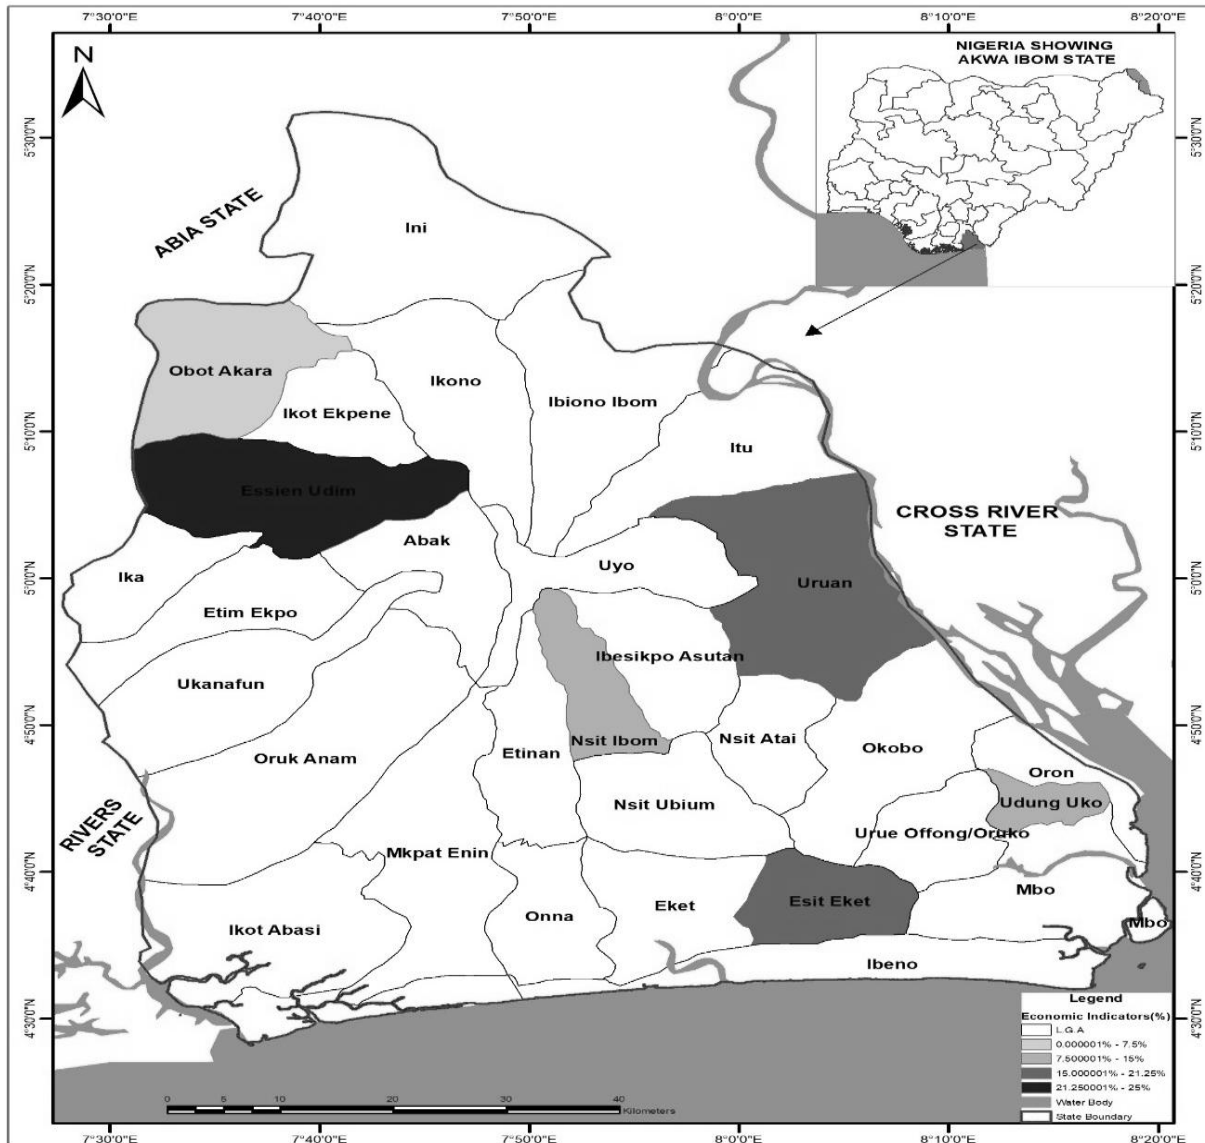 7°30'0"E 7°40'0"E 7°50'0"E 8°0'0"E 8°10'0"E 8°20'0"E
N
NIGERIA SHOWING
AKWA IBOM STATE
5°30'0"N 5°30'0"N
ABIA STATE
Ini
5°20'0"N 5°20'0"N
Obot Akara
Ikono
Ibiono Ibom
Ikot Ekpene
5°10'0"N 5°10'0"N
Itu
Essien Udim
CROSS RIVER
STATE
Abak
Uyo
Ika
Uruan
5°0'0"N 5°0'0"N
Etim Ekpo
Ibesikpo Asutan
Ukanafun
4°50'0"N 4°50'0"N
Nsit Ibom
Nsit Atai
Etinan
Okobo
Oruk Anam
Oron
Udung Uko
Nsit Ubium
RIVERS
STATE
Urue Offong/Oruko
Mkpat Enin
4°40'0"N 4°40'0"N
Mbo
Esit Eket
Eket
Onna
Mbo
Ikot Abasi
Ibeno
4°30'0"N 4°30'0"N
Legend
Economic Indicators(%)
L.G.A
0.000001% - 7.5%
7.500001% - 15%
15.000001% - 21.25%
21.250001% - 25%
Water Body
State Boundary
0 5 10 20 30 40
Kilometers
7°30'0"E 7°40'0"E 7°50'0"E 8°0'0"E 8°10'0"E 8°20'0"E